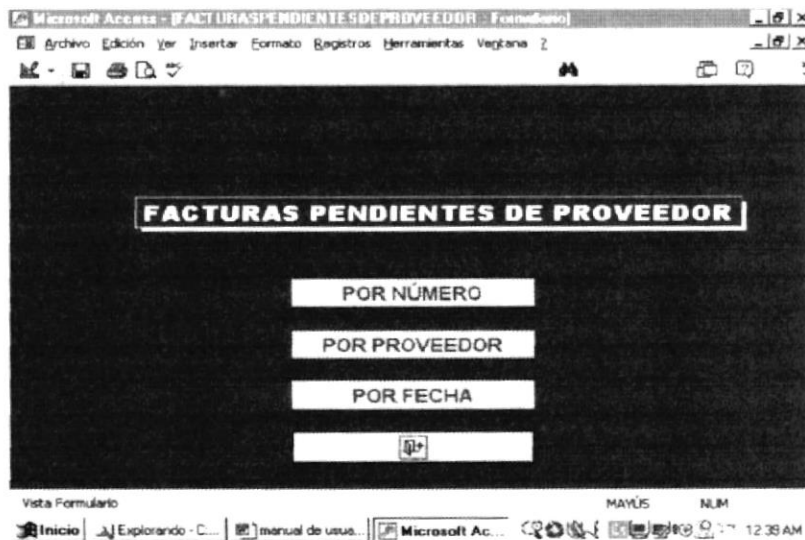 Microsoft Access - [FACTURASPENDIENTESDEPROVEEDOR : Formulario]
Archivo Edición Ver Insertar Formato Registros Herramientas Ventana ?
FACTURAS PENDIENTES DE PROVEEDOR
POR NÚMERO
POR PROVEEDOR
POR FECHA
Vista Formulario MAYÚS NUM
Inicio Explorando - C... manual de usua... Microsoft Ac... 12:39 AM